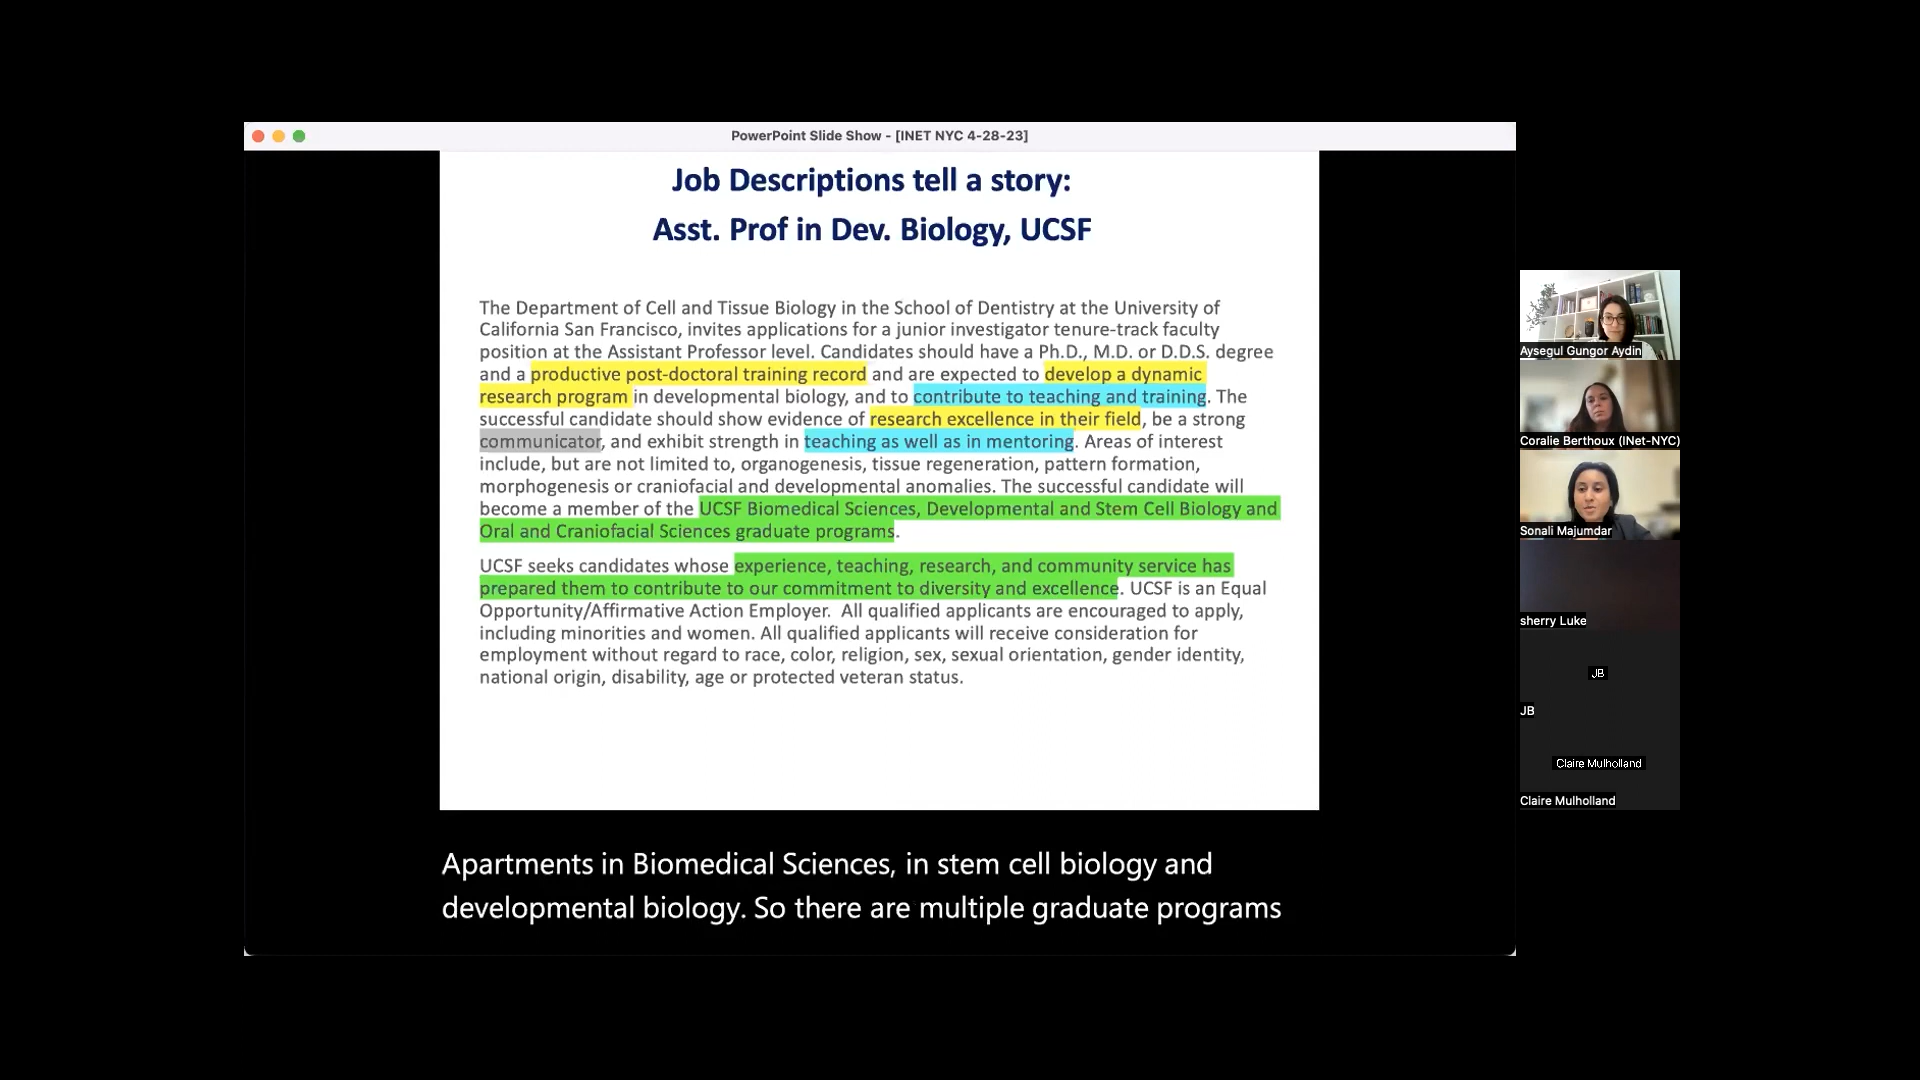 PowerPoint Slide Show - [INET NYC 4-28-23]
Job Descriptions tell a story:
Asst. Prof in Dev. Biology, UCSF
The Department of Cell and Tissue Biology in the School of Dentistry at the University of
California San Francisco, invites applications for a junior investigator tenure-track faculty
position at the Assistant Professor level. Candidates should have a Ph.D., M.D. or D.D.S. degree
and a productive post-doctoral training record and are expected to develop a dynamic
research program in developmental biology, and to contribute to teaching and training. The
successful candidate should show evidence of research excellence in their field, be a strong
communicator, and exhibit strength in teaching as well as in mentoring. Areas of interest
include, but are not limited to, organogenesis, tissue regeneration, pattern formation,
morphogenesis or craniofacial and developmental anomalies. The successful candidate will
become a member of the UCSF Biomedical Sciences, Developmental and Stem Cell Biology and
Oral and Craniofacial Sciences graduate programs.
UCSF seeks candidates whose experience, teaching, research, and community service has
prepared them to contribute to our commitment to diversity and excellence. UCSF is an Equal
Opportunity/Affirmative Action Employer.  All qualified applicants are encouraged to apply,
including minorities and women. All qualified applicants will receive consideration for
employment without regard to race, color, religion, sex, sexual orientation, gender identity,
national origin, disability, age or protected veteran status.
Apartments in Biomedical Sciences, in stem cell biology and
developmental biology. So there are multiple graduate programs
Aysegul Gungor Aydin
Coralie Berthoux (INet-NYC)
Sonali Majumdar
sherry Luke
JB
JB
Claire Mulholland
Claire Mulholland